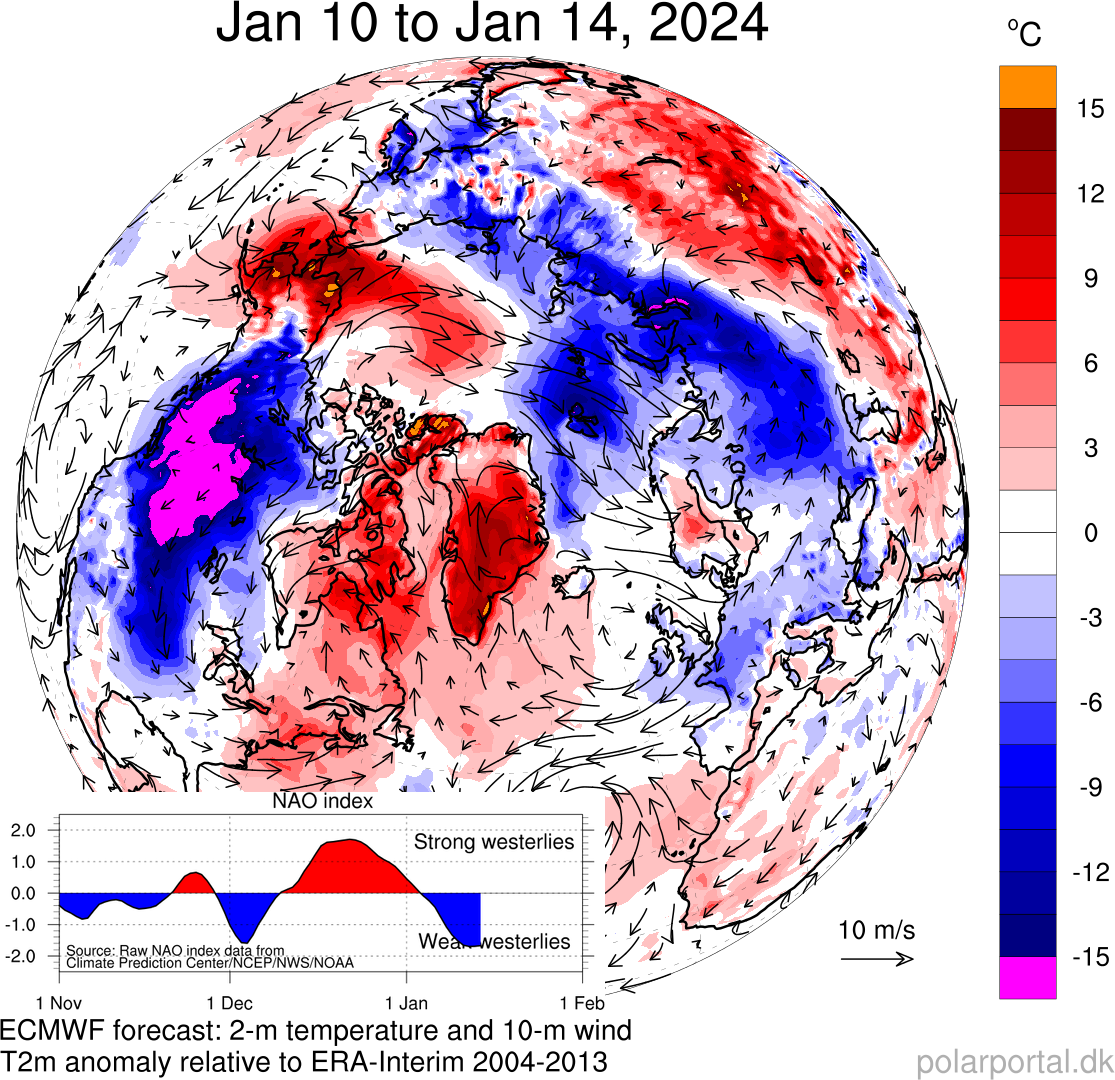 Jan 10 to Jan 14, 2024
°C
15
12
9
6
3
0
-3
-6
-9
-12
-15
10 m/s
NAO index
2.0
1.0
0.0
-1.0
-2.0
Strong westerlies
Weak westerlies
Source: Raw NAO index data from
Climate Prediction Center/NCEP/NWS/NOAA
1 Nov 1 Dec 1 Jan 1 Feb
ECMWF forecast: 2-m temperature and 10-m wind
T2m anomaly relative to ERA-Interim 2004-2013
polarportal.dk